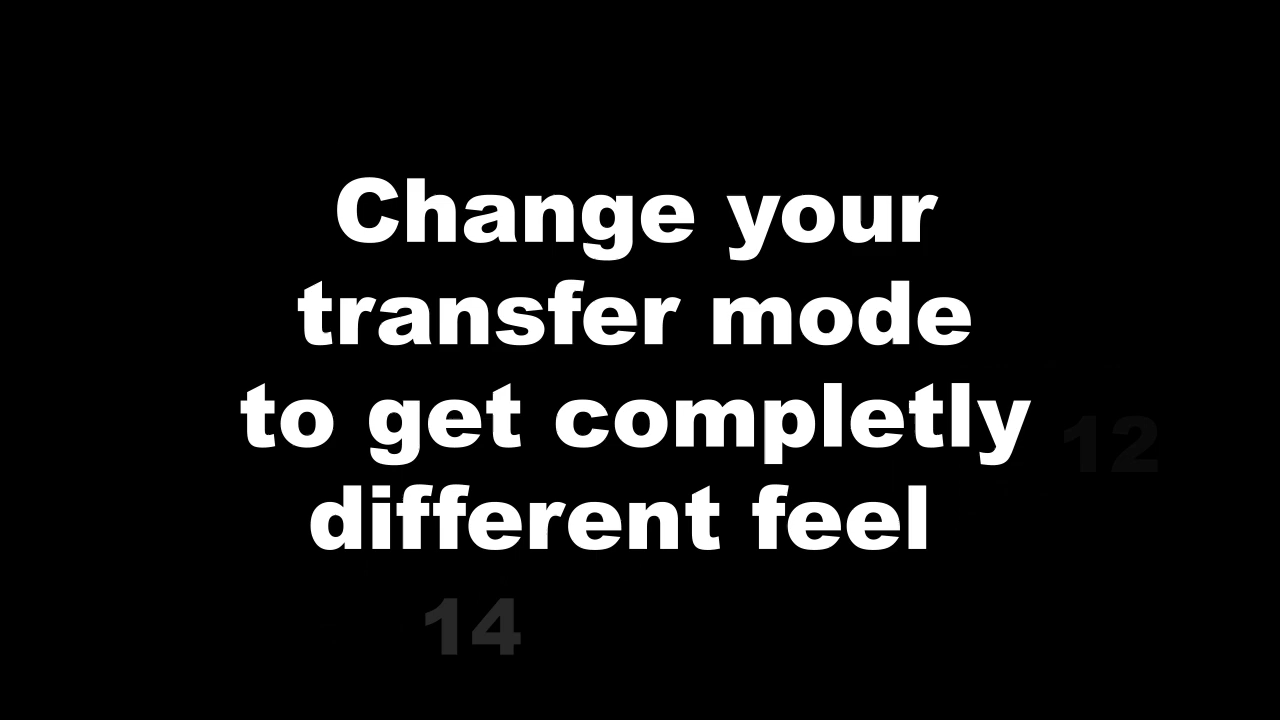 Change your
transfer mode
to get completly
12
different feel
14